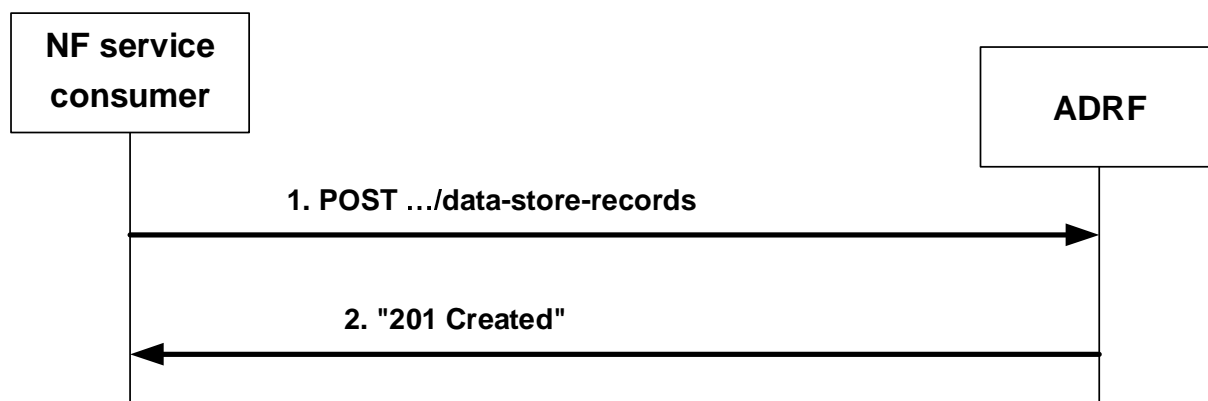 NF service
consumer
ADRF
1. POST …/data-store-records
2. "201 Created"